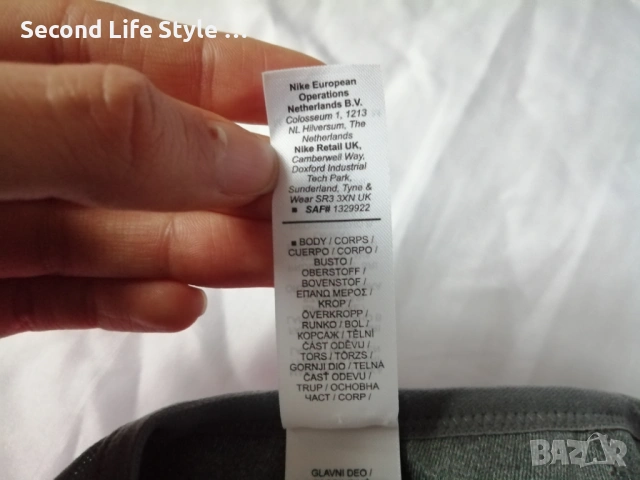 Second Life Style ...
Nike European
Operations
Netherlands B.V.
Colosseum 1, 1213
NL Hilversum, The
Netherlands
Nike Retail UK,
Camberwell Way,
Doxford Industrial
Tech Park,
Sunderland, Tyne &
Wear SR3 3XN UK
■ SAF# 1329922
■ BODY / CORPS /
CUERPO / CORPO /
BUSTO /
OBERSTOFF /
BOVENSTOF /
ΕΠΑΝΩ ΜΕΡΟΣ /
KROP /
ÖVERKROPP /
RUNKO / BOL /
КОРСАЖ / TĚLNÍ
ČÁST ODĚVU /
TÖRS / TÖRZS /
GORNJI DIO / TELNÁ
ČASŤ ODEVU /
TRUP / ОСНОВНА
ЧАСТ / CORP /
GLAVNI DEO /
BAZAR